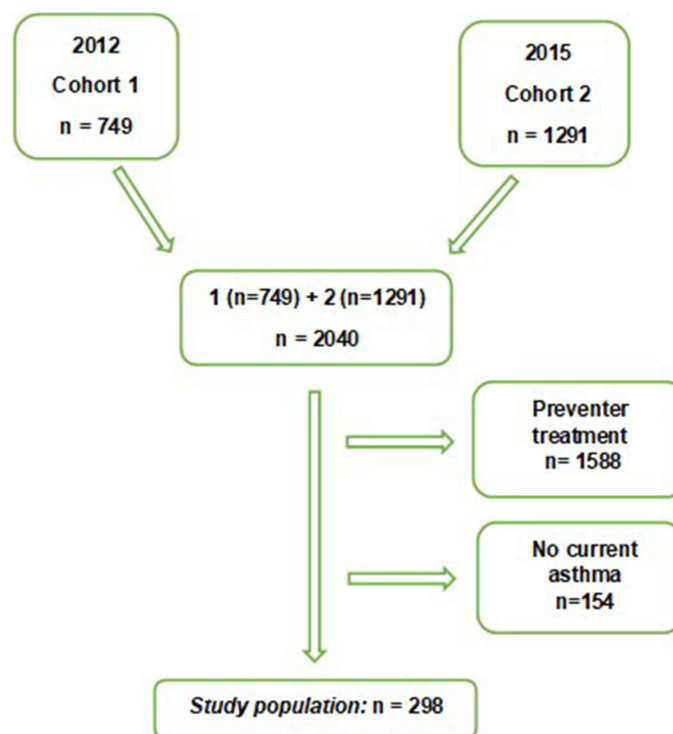 2012
Cohort 1
n = 749
2015
Cohort 2
n = 1291
1 (n=749) + 2 (n=1291)
n = 2040
Preventer
treatment
n= 1588
No current
asthma
n=154
Study population: n = 298